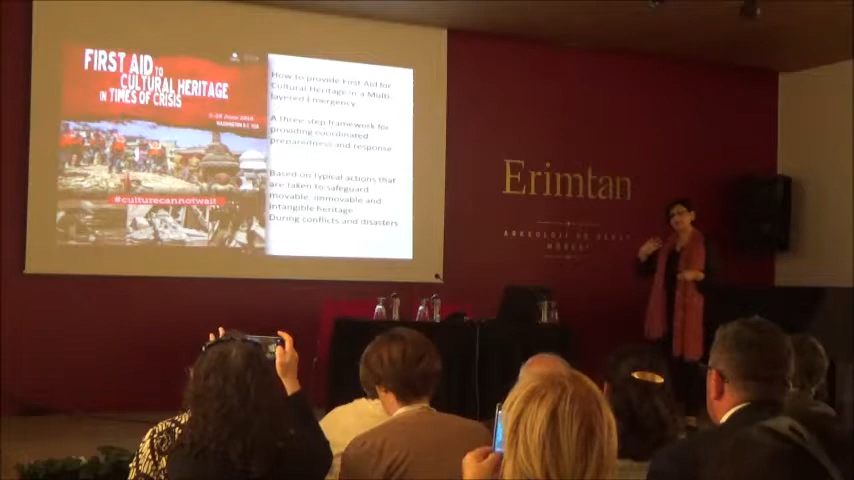 FIRST AID TO
CULTURAL HERITAGE
IN TIMES OF CRISIS
WASHINGTON D.C. USA
#culturecannotwait
How to provide First Aid for
Cultural Heritage in a Multi-
layered Emergency
A three step framework for
providing coordinated
preparedness and response
Based on typical actions that
are taken to safeguard
movable, immovable and
intangible heritage
During conflicts and disasters
Erimtan
ARKEOLOJİ VE SANAT
MÜZESİ